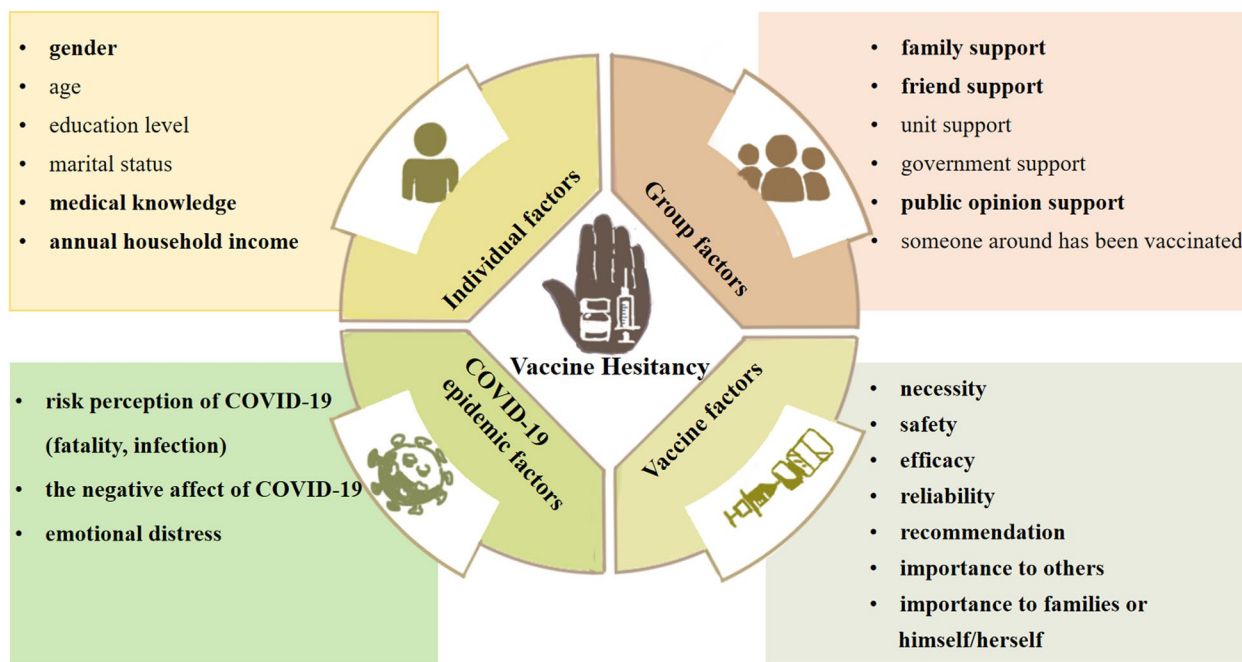 • gender
• age
• education level
• marital status
• medical knowledge
• annual household income
• family support
• friend support
• unit support
• government support
• public opinion support
• someone around has been vaccinated
Individual factors
Group factors
Vaccine Hesitancy
COVID-19
epidemic factors
Vaccine factors
• risk perception of COVID-19
(fatality, infection)
• the negative affect of COVID-19
• emotional distress
• necessity
• safety
• efficacy
• reliability
• recommendation
• importance to others
• importance to families or
himself/herself